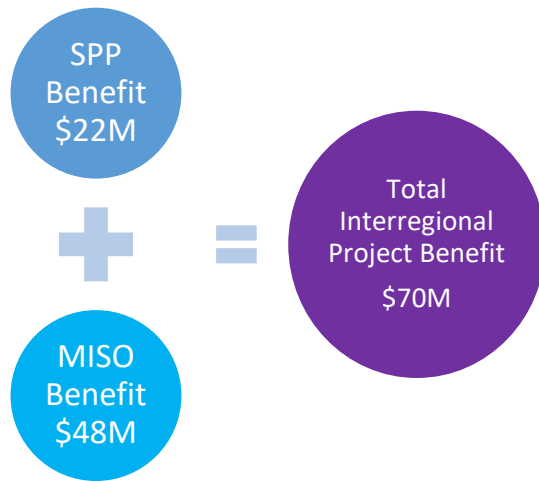 SPP
Benefit
$22M
MISO
Benefit
$48M
Total
Interregional
Project Benefit
$70M